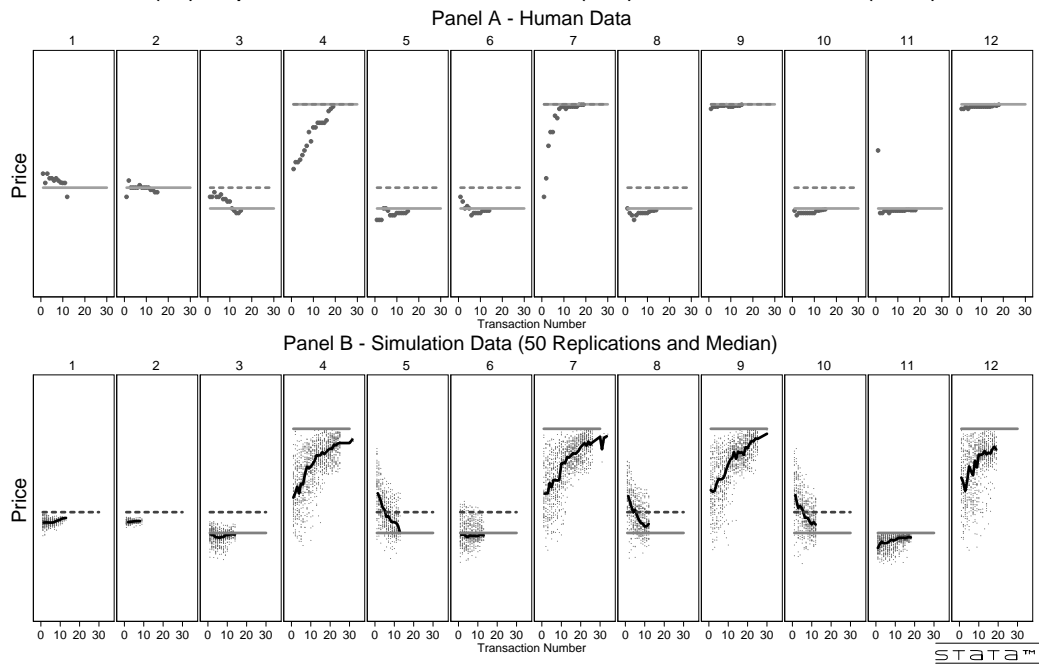 Panel A - Human Data
1 2 3 4 5 6 7 8 9 10 11 12
Price
0 10 20 30 0 10 20 30 0 10 20 30 0 10 20 30 0 10 20 30 0 10 20 30 0 10 20 30 0 10 20 30 0 10 20 30 0 10 20 30 0 10 20 30 0 10 20 30
Transaction Number
Panel B - Simulation Data (50 Replications and Median)
1 2 3 4 5 6 7 8 9 10 11 12
Price
0 10 20 30 0 10 20 30 0 10 20 30 0 10 20 30 0 10 20 30 0 10 20 30 0 10 20 30 0 10 20 30 0 10 20 30 0 10 20 30 0 10 20 30 0 10 20 30
Transaction Number
STATA™